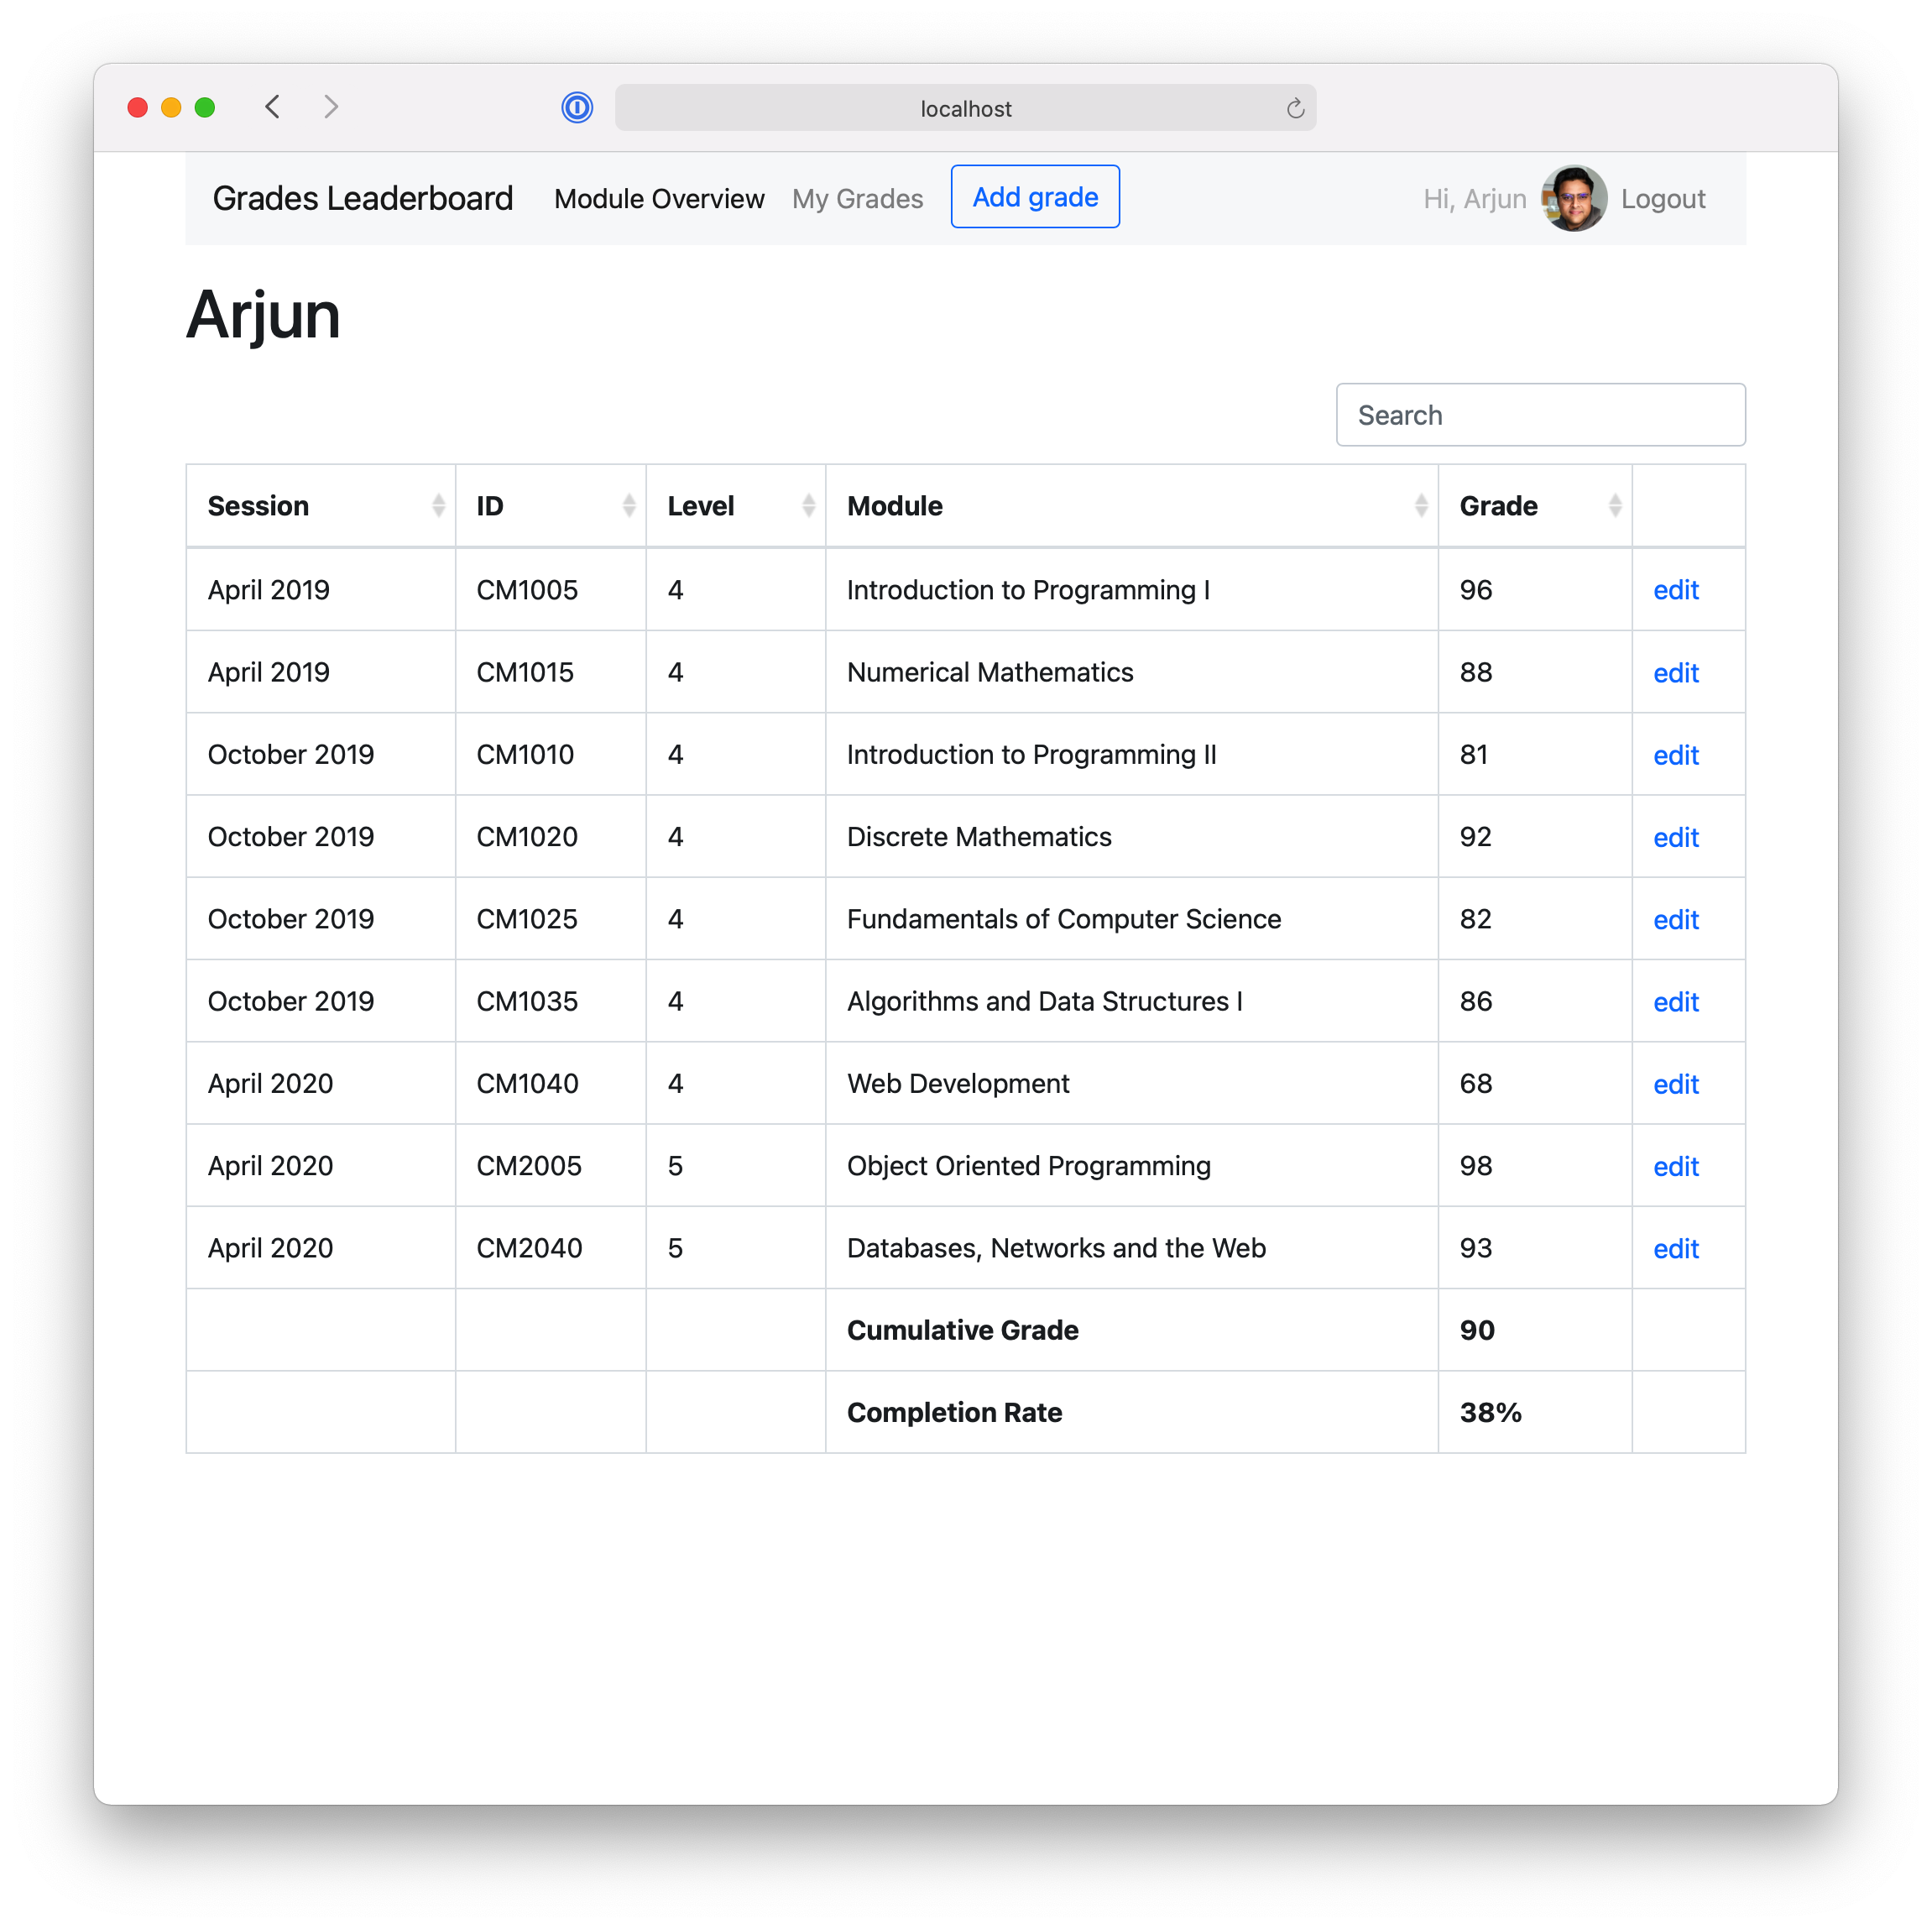 localhost
Grades Leaderboard Module Overview My Grades Add grade Hi, Arjun Logout
Arjun
Search
Session ID Level Module Grade
April 2019 CM1005 4 Introduction to Programming I 96 edit
April 2019 CM1015 4 Numerical Mathematics 88 edit
October 2019 CM1010 4 Introduction to Programming II 81 edit
October 2019 CM1020 4 Discrete Mathematics 92 edit
October 2019 CM1025 4 Fundamentals of Computer Science 82 edit
October 2019 CM1035 4 Algorithms and Data Structures I 86 edit
April 2020 CM1040 4 Web Development 68 edit
April 2020 CM2005 5 Object Oriented Programming 98 edit
April 2020 CM2040 5 Databases, Networks and the Web 93 edit
Cumulative Grade 90
Completion Rate 38%